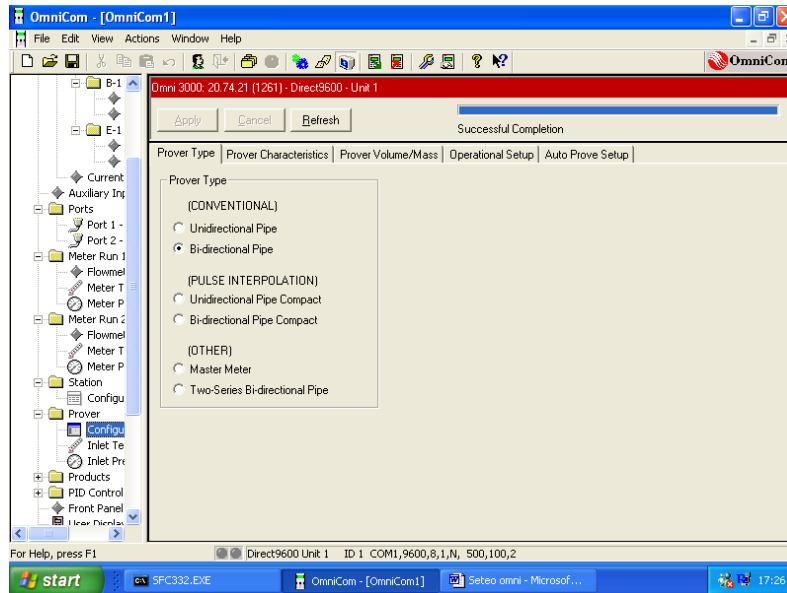 OmniCom - [OmniCom1]
File Edit View Actions Window Help
OmniCom
B-1
E-1
Current
Auxiliary Inp
Ports
Port 1 -
Port 2 -
Meter Run 1
Flowmet
Meter T
Meter P
Meter Run 2
Flowmet
Meter T
Meter P
Station
Configu
Prover
Configu
Inlet Te
Inlet Pre
Products
PID Control
Front Panel
User Display
Omni 3000: 20.74.21 (1261) - Direct9600 - Unit 1
Apply Cancel Refresh
Successful Completion
Prover Type Prover Characteristics Prover Volume/Mass Operational Setup Auto Prove Setup
Prover Type
(CONVENTIONAL)
Unidirectional Pipe
Bi-directional Pipe
(PULSE INTERPOLATION)
Unidirectional Pipe Compact
Bi-directional Pipe Compact
(OTHER)
Master Meter
Two-Series Bi-directional Pipe
For Help, press F1 Direct9600 Unit 1 ID 1 COM1,9600,8,1,N, 500,100,2
start SFC332.EXE OmniCom - [OmniCom1] Seteo omni - Microsof... 17:26